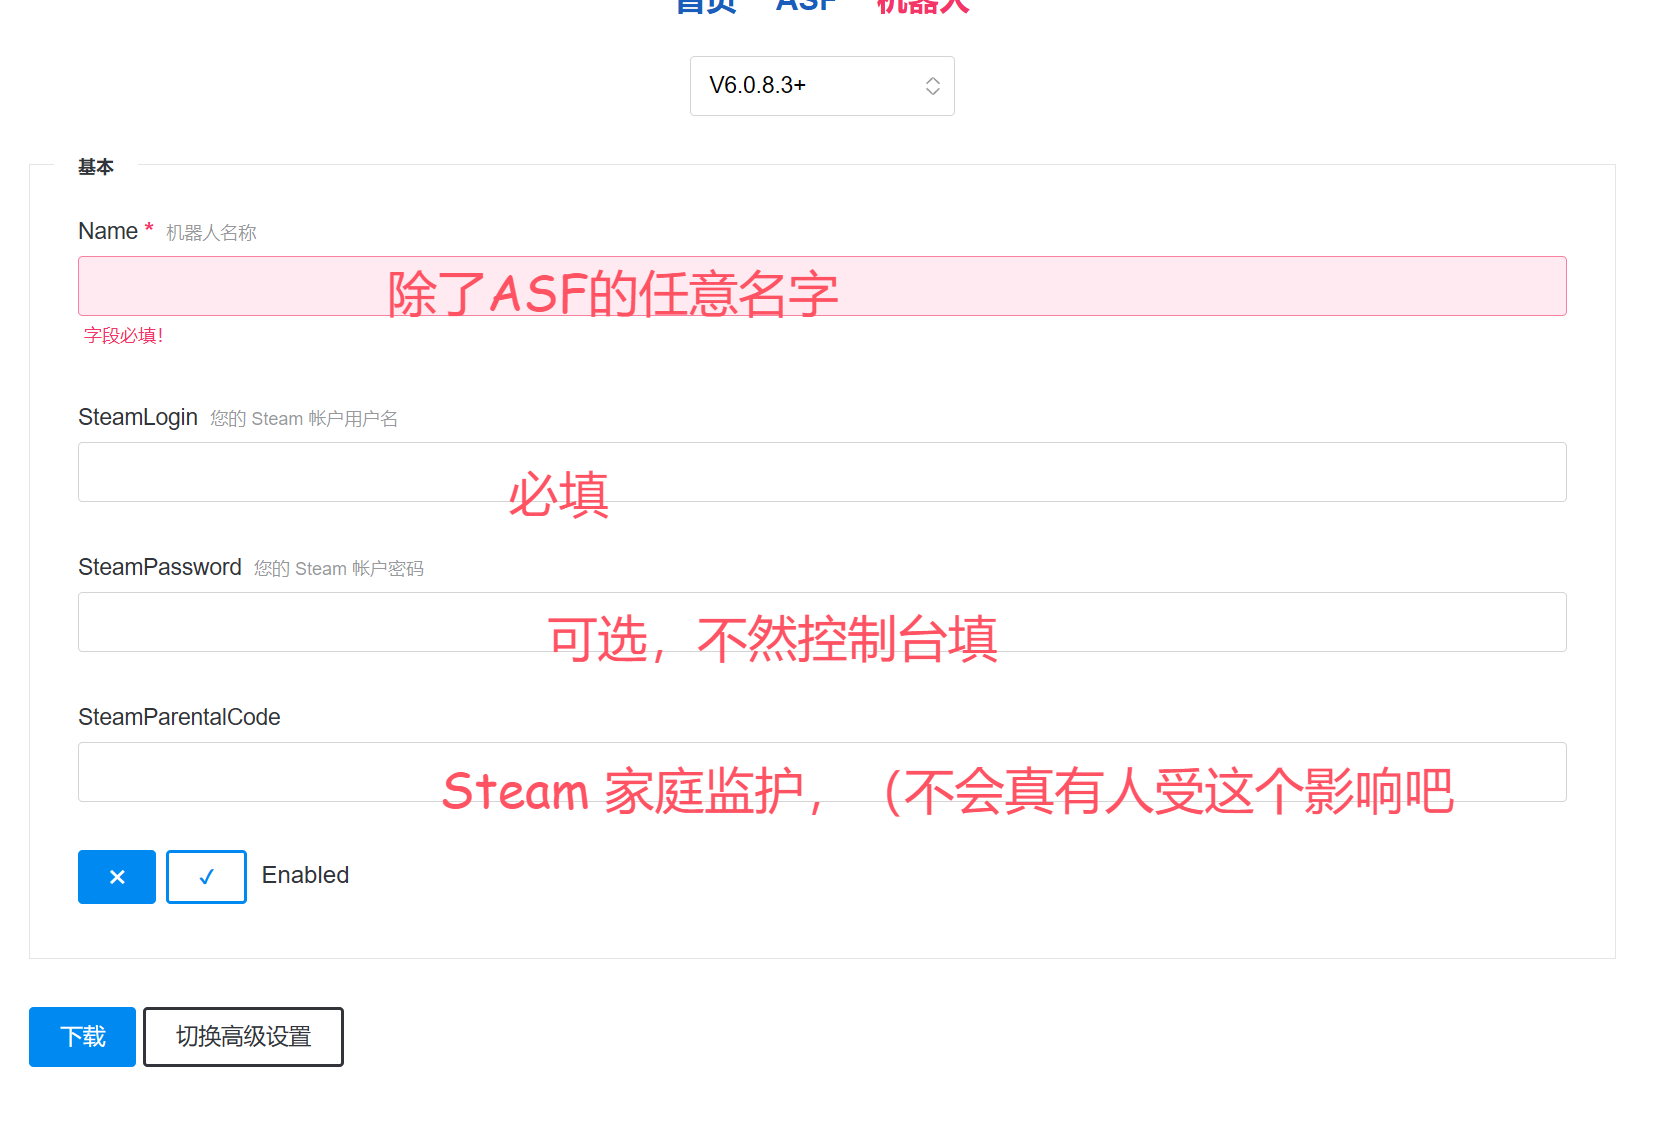 首页 ASF 机器人
V6.0.8.3+
基本
Name * 机器人名称
除了ASF的任意名字
字段必填!
SteamLogin 您的 Steam 帐户用户名
必填
SteamPassword 您的 Steam 帐户密码
可选，不然控制台填
SteamParentalCode
Steam 家庭监护，（不会真有人受这个影响吧
Enabled
下载 切换高级设置